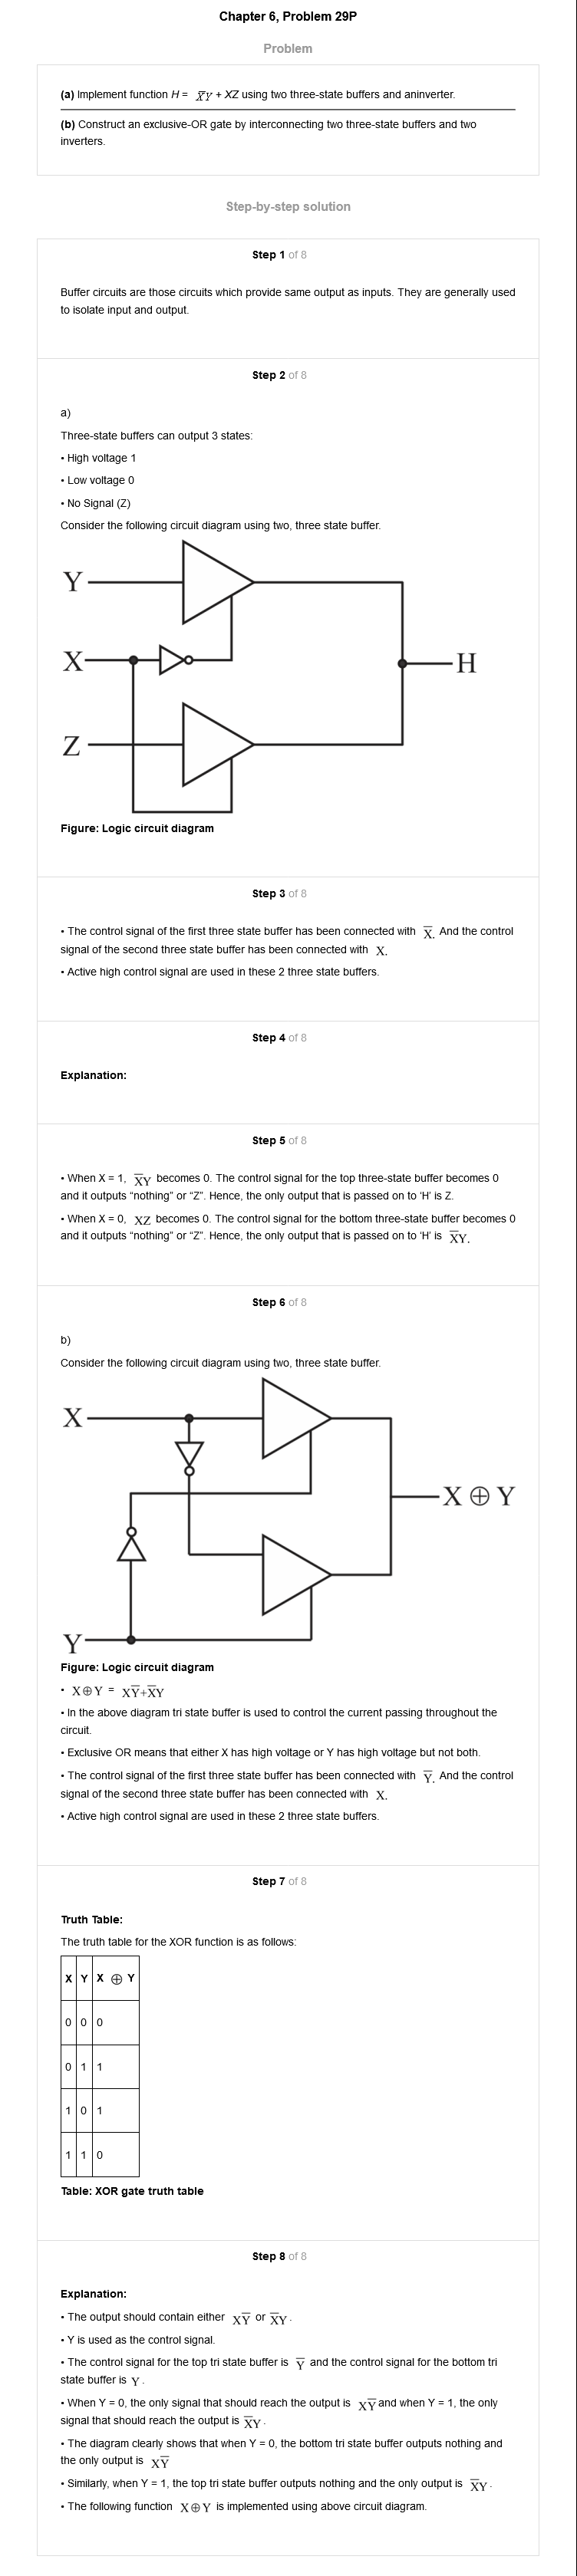 Chapter 6, Problem 29P
Problem
(a) Implement function H = X̅Y + XZ using two three-state buffers and aninverter.
(b) Construct an exclusive-OR gate by interconnecting two three-state buffers and two
inverters.
Step-by-step solution
Step 1 of 8
Buffer circuits are those circuits which provide same output as inputs. They are generally used
to isolate input and output.
Step 2 of 8
a)
Three-state buffers can output 3 states:
• High voltage 1
• Low voltage 0
• No Signal (Z)
Consider the following circuit diagram using two, three state buffer.
Y
X
H
Z
Figure: Logic circuit diagram
Step 3 of 8
• The control signal of the first three state buffer has been connected with X̅. And the control
signal of the second three state buffer has been connected with X.
• Active high control signal are used in these 2 three state buffers.
Step 4 of 8
Explanation:
Step 5 of 8
• When X = 1, X̅Y becomes 0. The control signal for the top three-state buffer becomes 0
and it outputs “nothing” or “Z”. Hence, the only output that is passed on to 'H' is Z.
• When X = 0, XZ becomes 0. The control signal for the bottom three-state buffer becomes 0
and it outputs “nothing” or “Z”. Hence, the only output that is passed on to 'H' is X̅Y.
Step 6 of 8
b)
Consider the following circuit diagram using two, three state buffer.
X
X ⊕ Y
Y
Figure: Logic circuit diagram
• X⊕Y = XY̅+X̅Y
• In the above diagram tri state buffer is used to control the current passing throughout the
circuit.
• Exclusive OR means that either X has high voltage or Y has high voltage but not both.
• The control signal of the first three state buffer has been connected with Y̅. And the control
signal of the second three state buffer has been connected with X.
• Active high control signal are used in these 2 three state buffers.
Step 7 of 8
Truth Table:
The truth table for the XOR function is as follows:
X Y X ⊕ Y
0 0 0
0 1 1
1 0 1
1 1 0
Table: XOR gate truth table
Step 8 of 8
Explanation:
• The output should contain either XY̅ or X̅Y.
• Y is used as the control signal.
• The control signal for the top tri state buffer is Y̅ and the control signal for the bottom tri
state buffer is Y.
• When Y = 0, the only signal that should reach the output is XY̅ and when Y = 1, the only
signal that should reach the output is X̅Y.
• The diagram clearly shows that when Y = 0, the bottom tri state buffer outputs nothing and
the only output is XY̅
• Similarly, when Y = 1, the top tri state buffer outputs nothing and the only output is X̅Y.
• The following function X⊕Y is implemented using above circuit diagram.